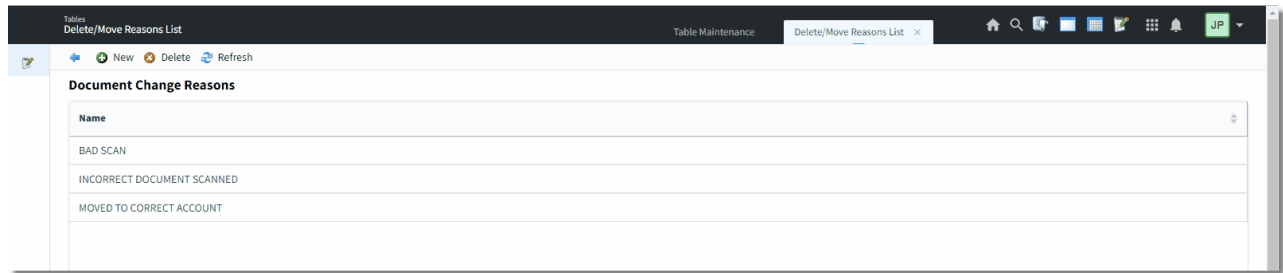 Tables
Delete/Move Reasons List
Table Maintenance Delete/Move Reasons List
JP
New Delete Refresh
Document Change Reasons
Name
BAD SCAN
INCORRECT DOCUMENT SCANNED
MOVED TO CORRECT ACCOUNT